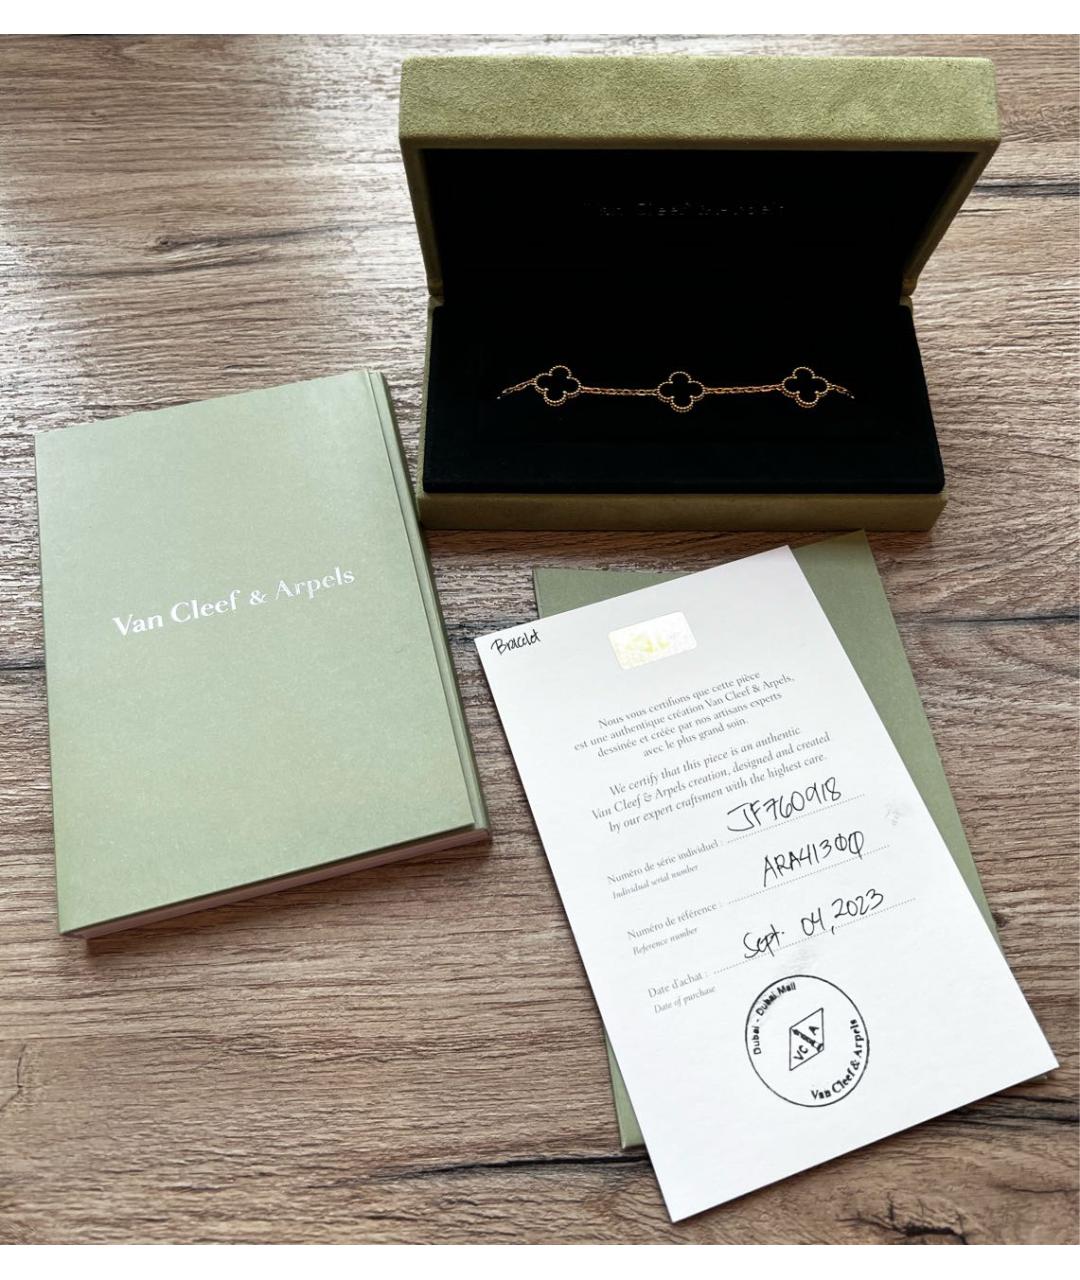 Van Cleef & Arpels
Van Cleef & Arpels
Bracelet
Nous vous certifions que cette pièce
est une authentique création Van Cleef & Arpels,
dessinée et créée par nos artisans experts
avec le plus grand soin.
We certify that this piece is an authentic
Van Cleef & Arpels creation, designed and created
by our expert craftsmen with the highest care.
Numéro de série individuel : JF760918
Individual serial number
Numéro de référence : ARA41300
Reference number
Date d'achat : Sept. 04, 2023
Date of purchase
Dubai - Dubai Mall
VCA
Van Cleef & Arpels